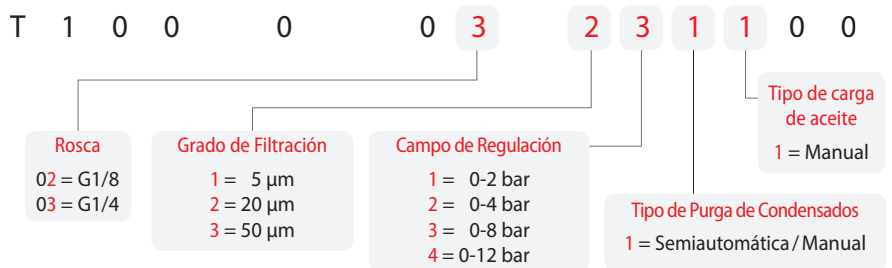 T 1 0 0 0 0 3 2 3 1 1 0 0
Tipo de carga
de aceite
1 = Manual
Rosca
02 = G1/8
03 = G1/4
Grado de Filtración
1 = 5 µm
2 = 20 µm
3 = 50 µm
Campo de Regulación
1 = 0-2 bar
2 = 0-4 bar
3 = 0-8 bar
4 = 0-12 bar
Tipo de Purga de Condensados
1 = Semiautomática / Manual